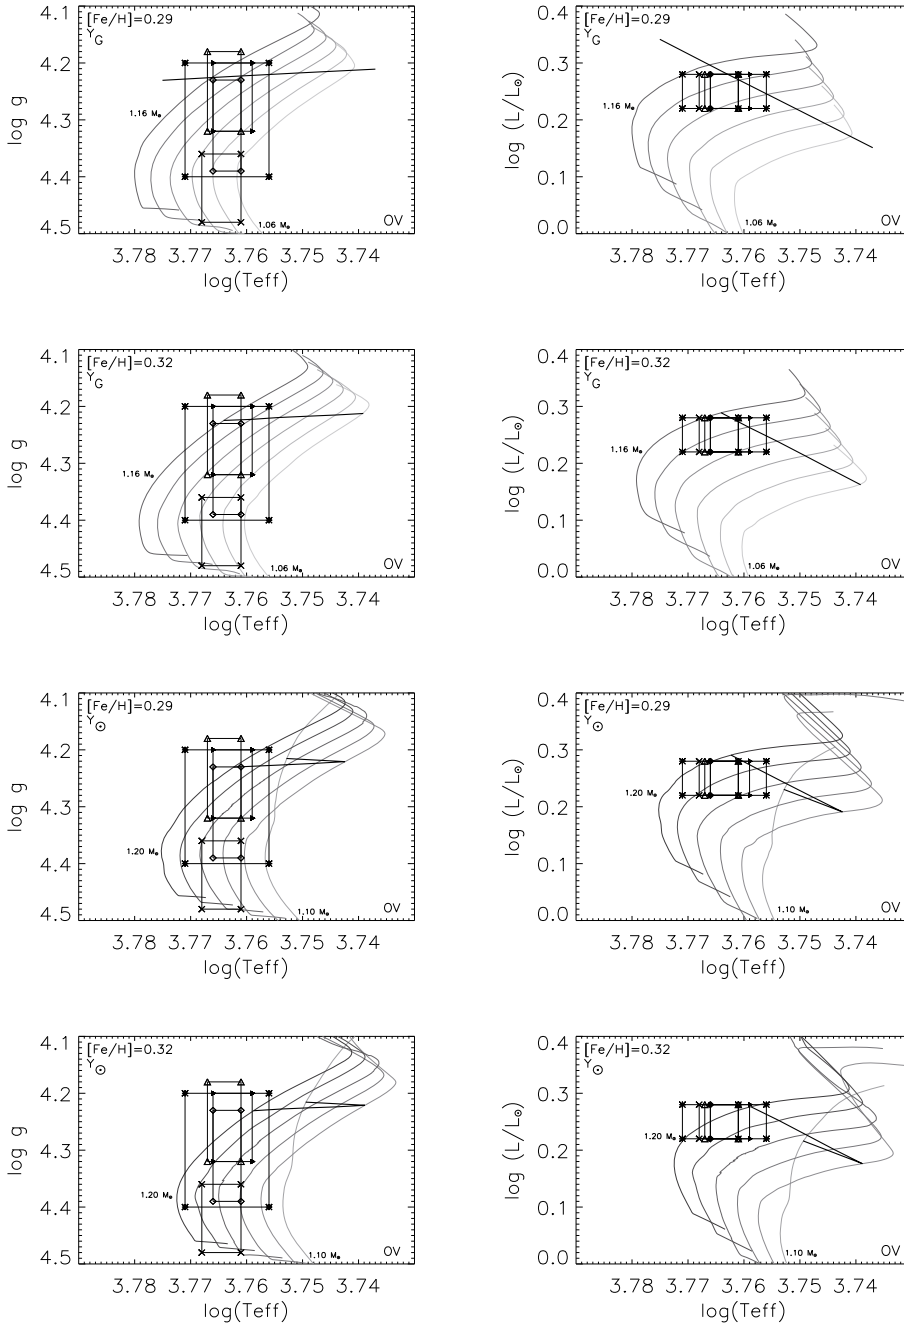 [Fe/H]=0.29
Y_G
4.1
4.2
4.3
4.4
4.5
log g
1.16 M⊙
1.06 M⊙
OV
3.78 3.77 3.76 3.75 3.74
log(Teff)
[Fe/H]=0.29
Y_G
0.4
0.3
0.2
0.1
0.0
log (L/L⊙)
1.16 M⊙
1.06 M⊙
OV
3.78 3.77 3.76 3.75 3.74
log(Teff)
[Fe/H]=0.32
Y_G
4.1
4.2
4.3
4.4
4.5
log g
1.16 M⊙
1.06 M⊙
OV
3.78 3.77 3.76 3.75 3.74
log(Teff)
[Fe/H]=0.32
Y_G
0.4
0.3
0.2
0.1
0.0
log (L/L⊙)
1.16 M⊙
1.06 M⊙
OV
3.78 3.77 3.76 3.75 3.74
log(Teff)
[Fe/H]=0.29
Y⊙
4.1
4.2
4.3
4.4
4.5
log g
1.20 M⊙
1.10 M⊙
OV
3.78 3.77 3.76 3.75 3.74
log(Teff)
[Fe/H]=0.29
Y⊙
0.4
0.3
0.2
0.1
0.0
log (L/L⊙)
1.20 M⊙
1.10 M⊙
OV
3.78 3.77 3.76 3.75 3.74
log(Teff)
[Fe/H]=0.32
Y⊙
4.1
4.2
4.3
4.4
4.5
log g
1.20 M⊙
1.10 M⊙
OV
3.78 3.77 3.76 3.75 3.74
log(Teff)
[Fe/H]=0.32
Y⊙
0.4
0.3
0.2
0.1
0.0
log (L/L⊙)
1.20 M⊙
1.10 M⊙
OV
3.78 3.77 3.76 3.75 3.74
log(Teff)